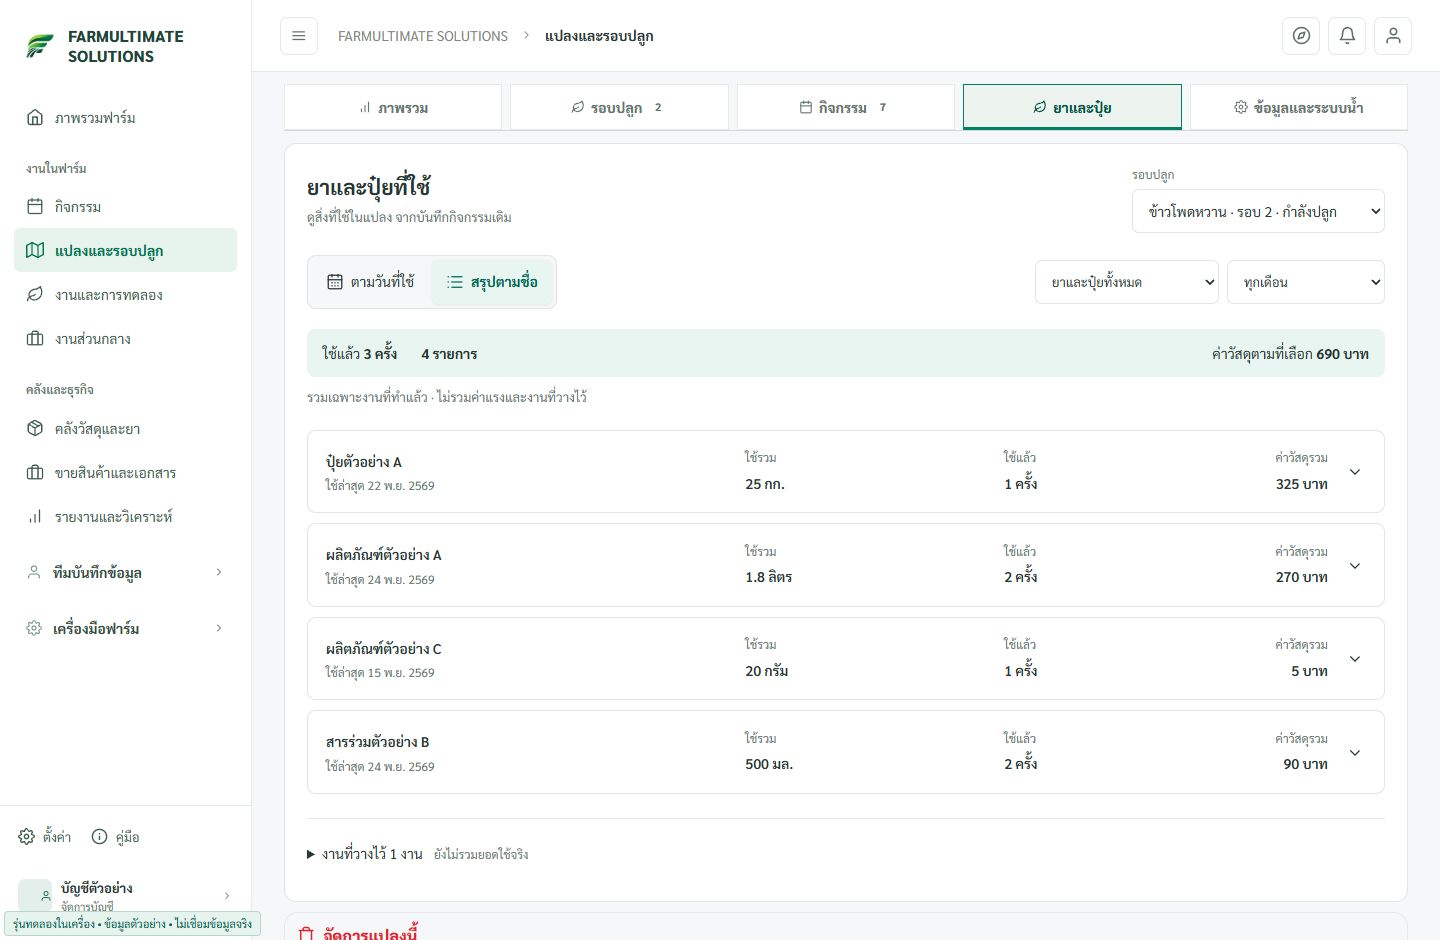 FARMULTIMATE
SOLUTIONS
ภาพรวมฟาร์ม
งานในฟาร์ม
กิจกรรม
แปลงและรอบปลูก
งานและการทดลอง
งานส่วนกลาง
คลังและธุรกิจ
คลังวัสดุและยา
ขายสินค้าและเอกสาร
รายงานและวิเคราะห์
ทีมบันทึกข้อมูล
เครื่องมือฟาร์ม
ตั้งค่า คู่มือ
บัญชีตัวอย่าง
จัดการบัญชี
รุ่นทดลองในเครื่อง • ข้อมูลตัวอย่าง • ไม่เชื่อมข้อมูลจริง
FARMULTIMATE SOLUTIONS แปลงและรอบปลูก
ภาพรวม รอบปลูก 2 กิจกรรม 7 ยาและปุ๋ย ข้อมูลและระบบน้ำ
ยาและปุ๋ยที่ใช้
ดูสิ่งที่ใช้ในแปลง จากบันทึกกิจกรรมเดิม
รอบปลูก
ข้าวโพดหวาน · รอบ 2 · กำลังปลูก
ตามวันที่ใช้ สรุปตามชื่อ ยาและปุ๋ยทั้งหมด ทุกเดือน
ใช้แล้ว 3 ครั้ง 4 รายการ ค่าวัสดุตามที่เลือก 690 บาท
รวมเฉพาะงานที่ทำแล้ว · ไม่รวมค่าแรงและงานที่วางไว้
ปุ๋ยตัวอย่าง A ใช้รวม ใช้แล้ว ค่าวัสดุรวม
ใช้ล่าสุด 22 พ.ย. 2569 25 กก. 1 ครั้ง 325 บาท
ผลิตภัณฑ์ตัวอย่าง A ใช้รวม ใช้แล้ว ค่าวัสดุรวม
ใช้ล่าสุด 24 พ.ย. 2569 1.8 ลิตร 2 ครั้ง 270 บาท
ผลิตภัณฑ์ตัวอย่าง C ใช้รวม ใช้แล้ว ค่าวัสดุรวม
ใช้ล่าสุด 15 พ.ย. 2569 20 กรัม 1 ครั้ง 5 บาท
สารร่วมตัวอย่าง B ใช้รวม ใช้แล้ว ค่าวัสดุรวม
ใช้ล่าสุด 24 พ.ย. 2569 500 มล. 2 ครั้ง 90 บาท
งานที่วางไว้ 1 งาน ยังไม่รวมยอดใช้จริง
จัดการแปลงนี้